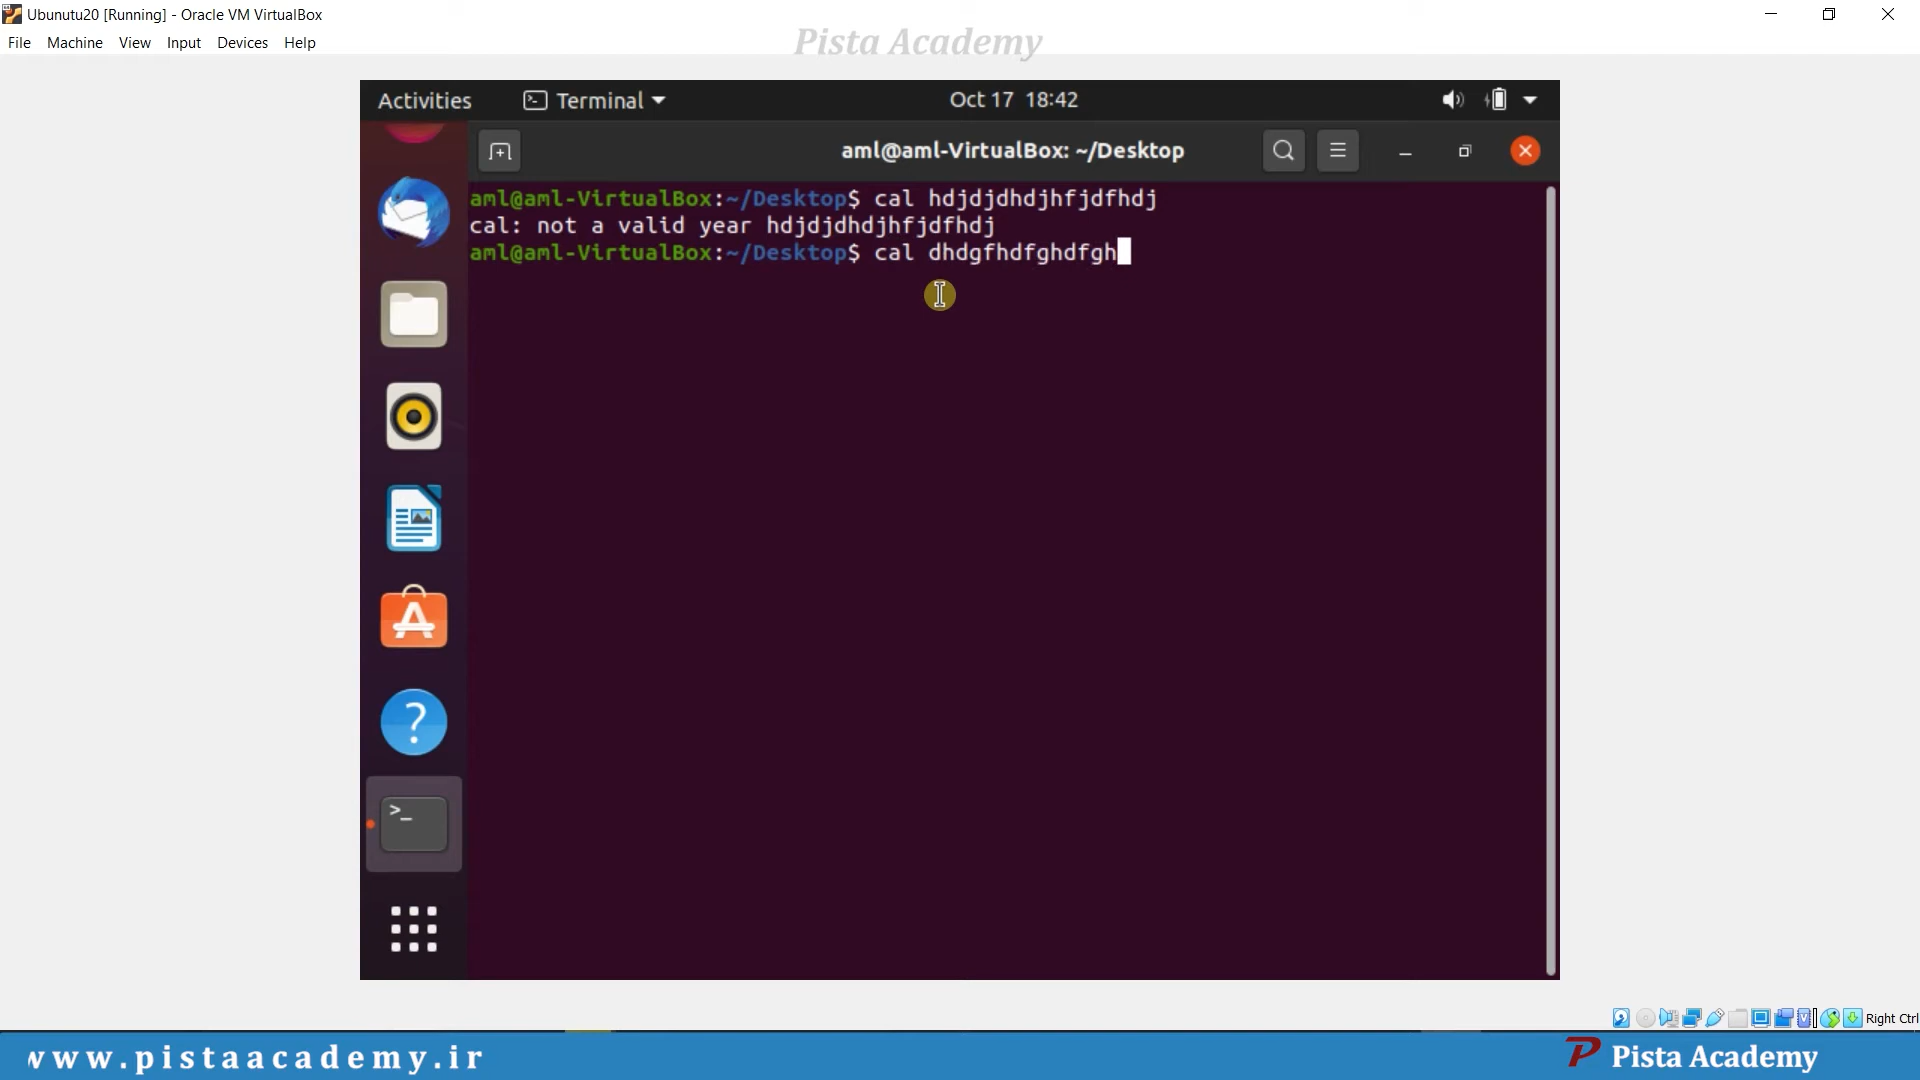 Ubunutu20 [Running] - Oracle VM VirtualBox
File Machine View Input Devices Help
Pista Academy
Activities Terminal Oct 17 18:42
aml@aml-VirtualBox: ~/Desktop
aml@aml-VirtualBox:~/Desktop$ cal hdjdjdhdjhfjdfhdj
cal: not a valid year hdjdjdhdjhfjdfhdj
aml@aml-VirtualBox:~/Desktop$ cal dhdgfhdfghdfgh
Right Ctrl
www.pistaacademy.ir
Pista Academy